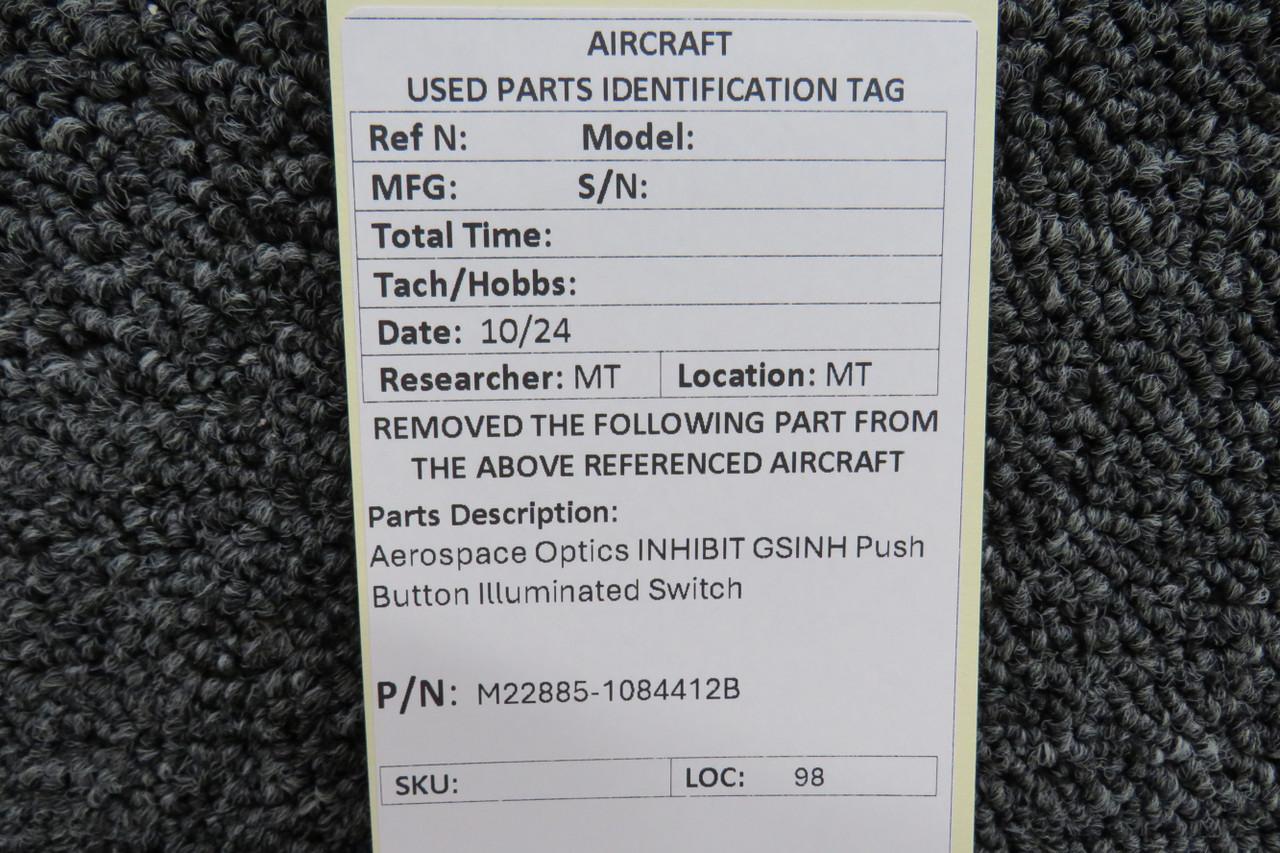 AIRCRAFT
USED PARTS IDENTIFICATION TAG
Ref N: Model:
MFG: S/N:
Total Time:
Tach/Hobbs:
Date: 10/24
Researcher: MT Location: MT
REMOVED THE FOLLOWING PART FROM
THE ABOVE REFERENCED AIRCRAFT
Parts Description:
Aerospace Optics INHIBIT GSINH Push
Button Illuminated Switch
P/N: M22885-1084412B
SKU: LOC: 98